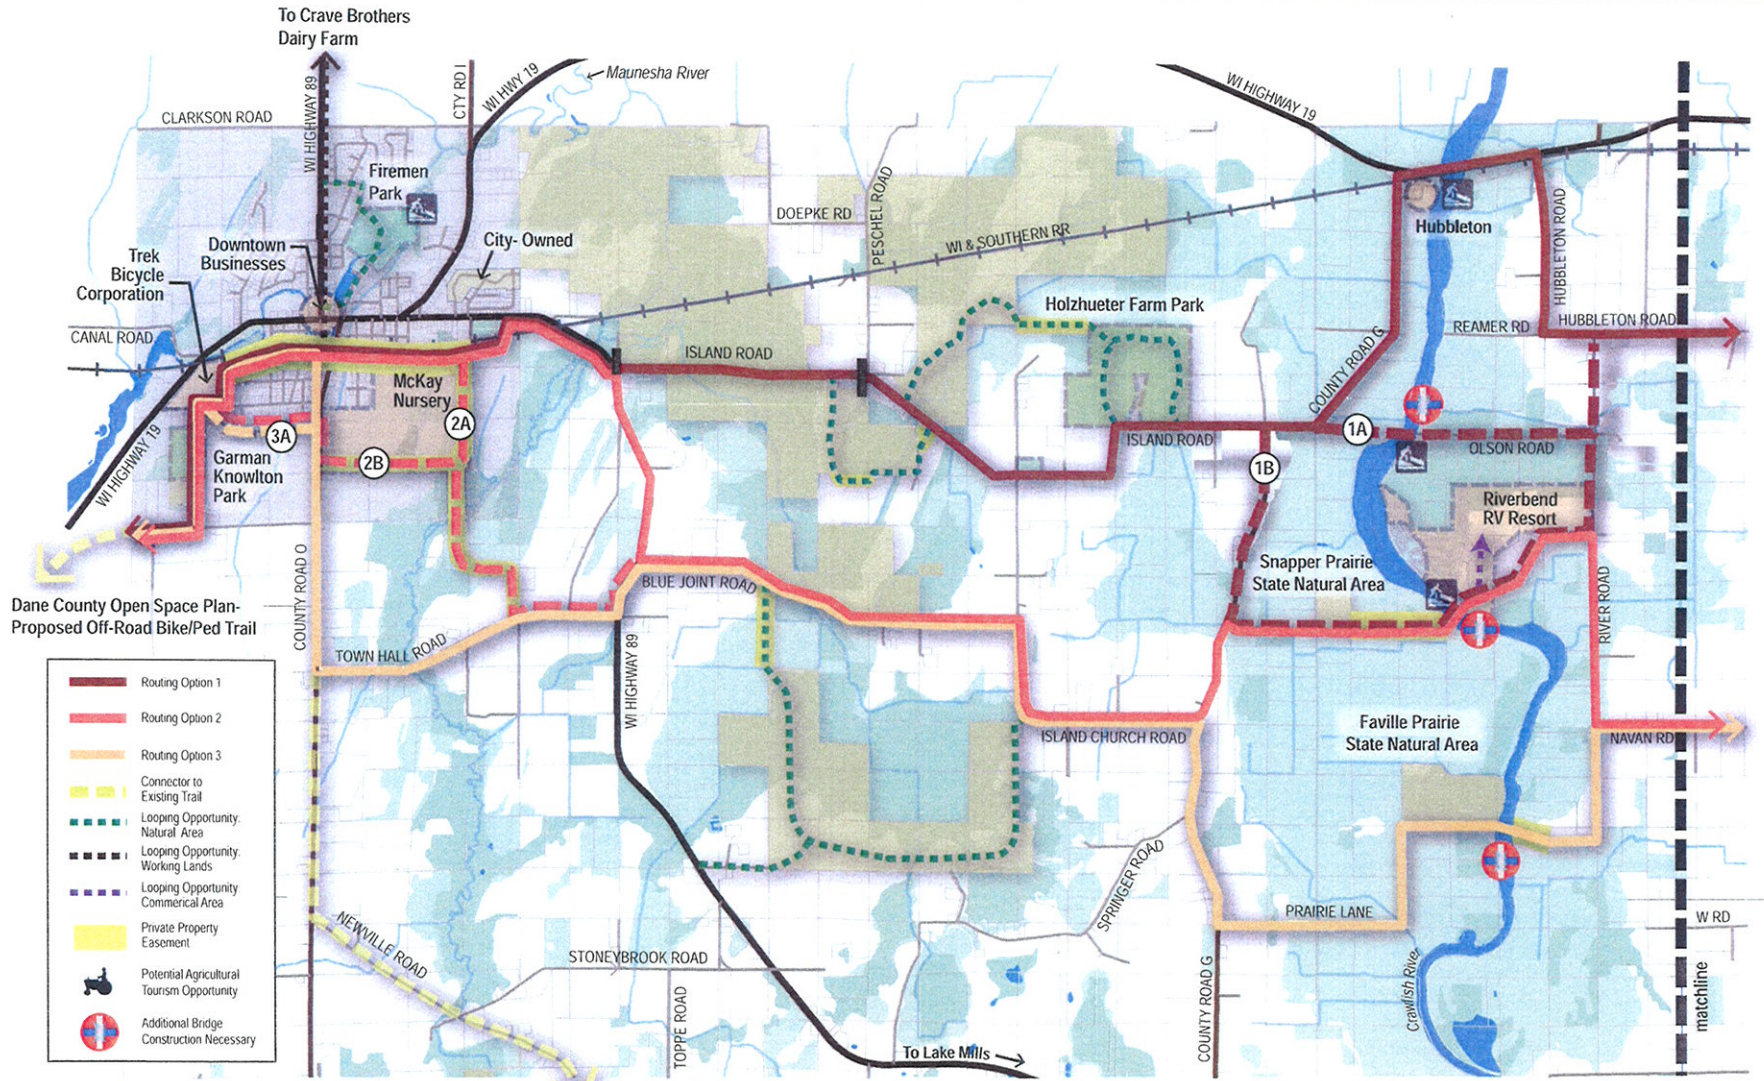 To Crave Brothers
Dairy Farm
WI HIGHWAY 89
CTY RD I
WI HWY 19
Maunesha River
WI HIGHWAY 19
CLARKSON ROAD
Firemen
Park
DOEPKE RD
PESCHEL ROAD
WI & SOUTHERN RR
Hubbleton
HUBBLETON ROAD
Trek
Bicycle
Corporation
Downtown
Businesses
City- Owned
Holzhueter Farm Park
CANAL ROAD
ISLAND ROAD
COUNTY ROAD G
REAMER RD
HUBBLETON ROAD
McKay
Nursery
2A
3A
2B
1A
1B
ISLAND ROAD
OLSON ROAD
WI HIGHWAY 19
Garman
Knowlton
Park
Riverbend
RV Resort
Snapper Prairie
State Natural Area
BLUE JOINT ROAD
COUNTY ROAD O
TOWN HALL ROAD
RIVER ROAD
Dane County Open Space Plan-
Proposed Off-Road Bike/Ped Trail
WI HIGHWAY 89
ISLAND CHURCH ROAD
Faville Prairie
State Natural Area
NAVAN RD
Routing Option 1
Routing Option 2
Routing Option 3
Connector to
Existing Trail
Looping Opportunity:
Natural Area
Looping Opportunity:
Working Lands
Looping Opportunity
Commerical Area
Private Property
Easement
Potential Agricultural
Tourism Opportunity
Additional Bridge
Construction Necessary
SPRINGER ROAD
PRAIRIE LANE
W RD
NEWVILLE ROAD
STONEYBROOK ROAD
TOPPE ROAD
COUNTY ROAD G
Crawfish River
matchline
To Lake Mills